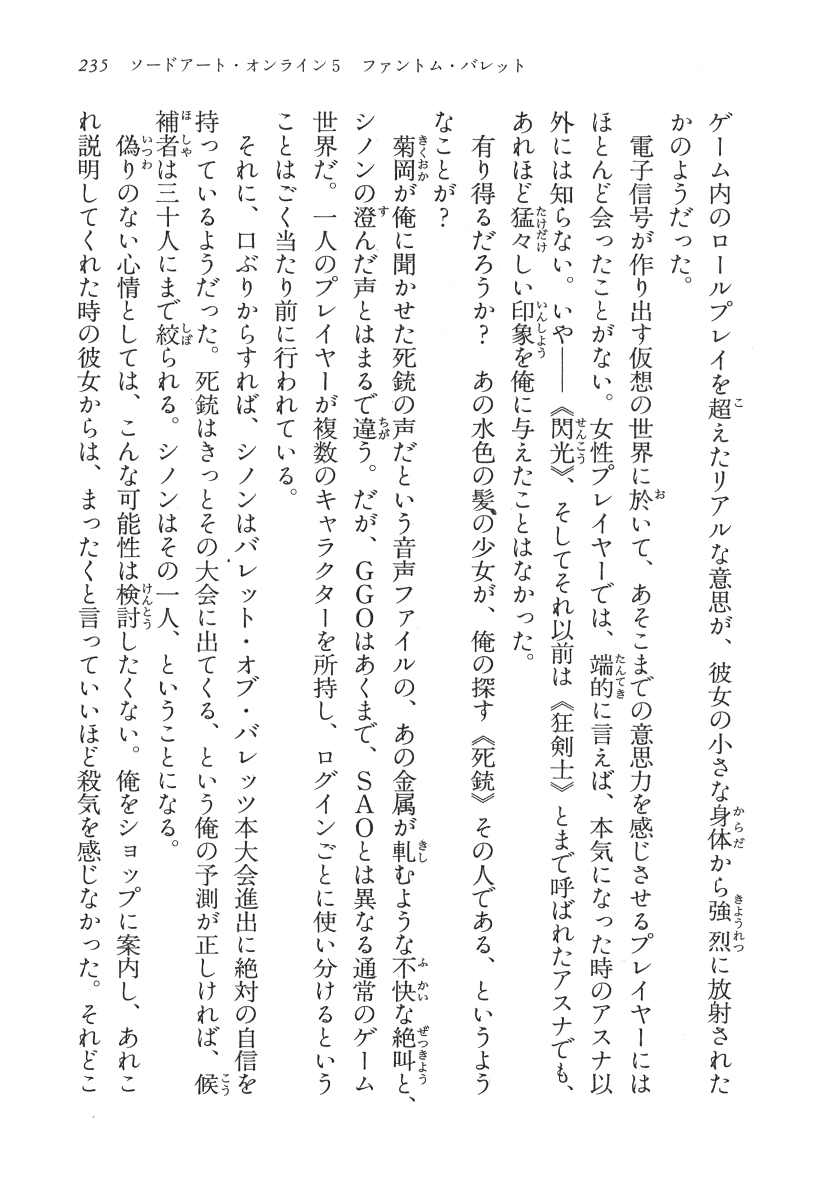 235　ソードアート・オンライン5　ファントム・バレット
ゲーム内のロールプレイを超えたリアルな意思が、彼女の小さな身体から強烈に放射された
かのようだった。
　電子信号が作り出す仮想の世界に於いて、あそこまでの意思力を感じさせるプレイヤーには
ほとんど会ったことがない。女性プレイヤーでは、端的に言えば、本気になった時のアスナ以
外には知らない。いや――《閃光》、そしてそれ以前は《狂剣士》とまで呼ばれたアスナでも、
あれほど猛々しい印象を俺に与えたことはなかった。
　有り得るだろうか？　あの水色の髪の少女が、俺の探す《死銃》その人である、というよう
なことが？
　菊岡が俺に聞かせた死銃の声だという音声ファイルの、あの金属が軋むような不快な絶叫と、
シノンの澄んだ声とはまるで違う。だが、ＧＧＯはあくまで、ＳＡＯとは異なる通常のゲーム
世界だ。一人のプレイヤーが複数のキャラクターを所持し、ログインごとに使い分けるという
ことはごく当たり前に行われている。
　それに、口ぶりからすれば、シノンはバレット・オブ・バレッツ本大会進出に絶対の自信を
持っているようだった。死銃はきっとその大会に出てくる、という俺の予測が正しければ、候
補者は三十人にまで絞られる。シノンはその一人、ということになる。
　偽りのない心情としては、こんな可能性は検討したくない。俺をショップに案内し、あれこ
れ説明してくれた時の彼女からは、まったくと言っていいほど殺気を感じなかった。それどこ